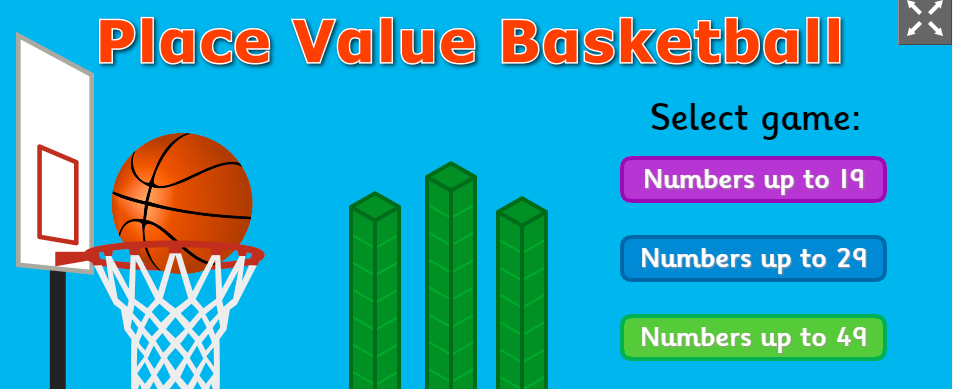 Place Value Basketball
Select game:
Numbers up to 19
Numbers up to 29
Numbers up to 49